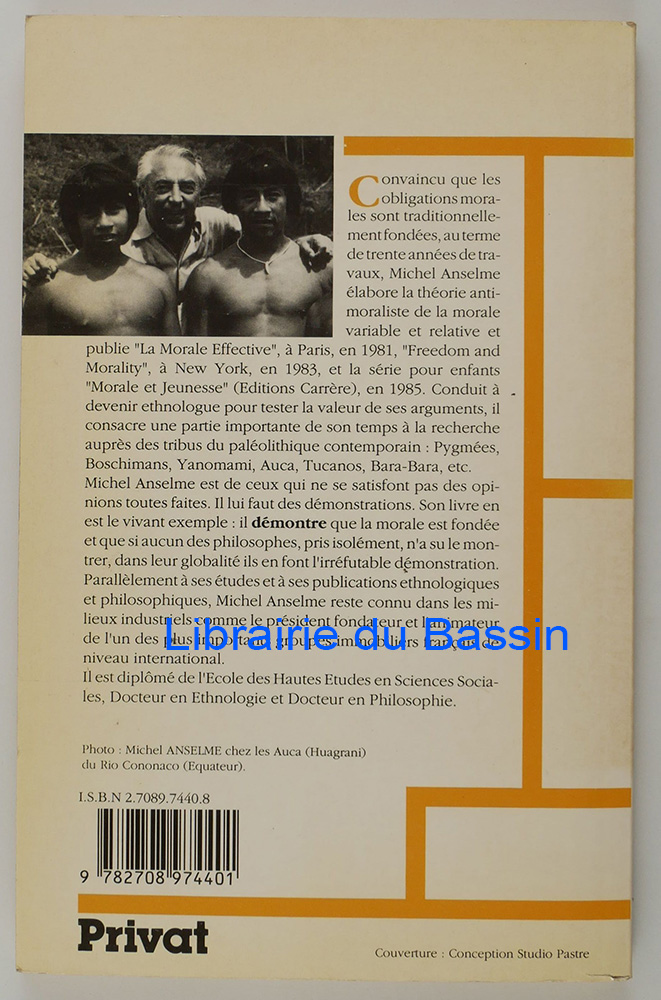 Convaincu que les
obligations mora-
les sont traditionnelle-
ment fondées, au terme
de trente années de tra-
vaux, Michel Anselme
élabore la théorie anti-
moraliste de la morale
variable et relative et
publie "La Morale Effective", à Paris, en 1981, "Freedom and
Morality", à New York, en 1983, et la série pour enfants
"Morale et Jeunesse" (Editions Carrère), en 1985. Conduit à
devenir ethnologue pour tester la valeur de ses arguments, il
consacre une partie importante de son temps à la recherche
auprès des tribus du paléolithique contemporain : Pygmées,
Boschimans, Yanomami, Auca, Tucanos, Bara-Bara, etc.
Michel Anselme est de ceux qui ne se satisfont pas des opi-
nions toutes faites. Il lui faut des démonstrations. Son livre en
est le vivant exemple : il démontre que la morale est fondée
et que si aucun des philosophes, pris isolément, n'a su le mon-
trer, dans leur globalité ils en font l'irréfutable démonstration.
Parallèlement à ses études et à ses publications ethnologiques
et philosophiques, Michel Anselme reste connu dans les mi-
lieux industriels comme le président fondateur et l'animateur
de l'un des plus importants groupes immobiliers français de
niveau international.
Il est diplômé de l'Ecole des Hautes Etudes en Sciences Socia-
les, Docteur en Ethnologie et Docteur en Philosophie.
Librairie du Bassin
Photo : Michel ANSELME chez les Auca (Huagrani)
du Rio Cononaco (Equateur).
I.S.B.N 2.7089.7440.8
9 782708 974401
Privat
Couverture : Conception Studio Pastre